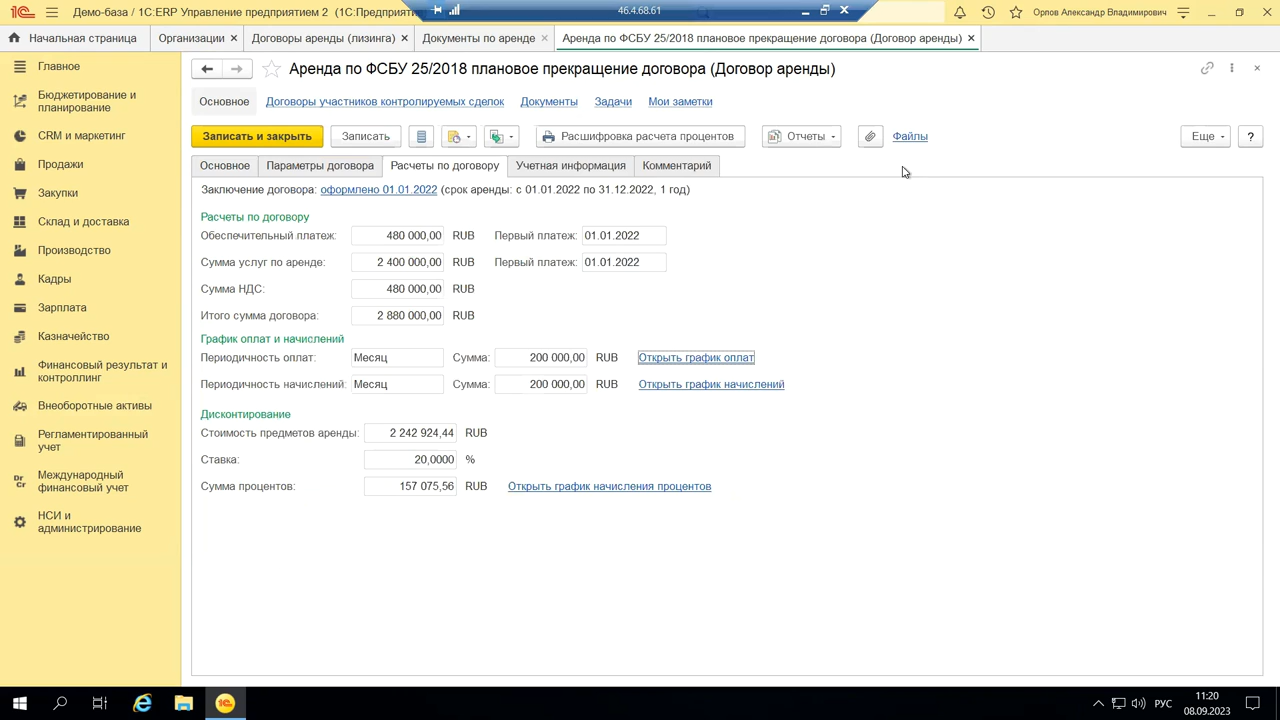 Демо-база / 1С:ERP Управление предприятием 2 (1С:Предприятие
46.4.68.61
Орлов Александр Владимирович
Начальная страница
Организации
Договоры аренды (лизинга)
Документы по аренде
Аренда по ФСБУ 25/2018 плановое прекращение договора (Договор аренды)
Главное
Бюджетирование и
планирование
CRM и маркетинг
Продажи
Закупки
Склад и доставка
Производство
Кадры
Зарплата
Казначейство
Финансовый результат и
контроллинг
Внеоборотные активы
Регламентированный
учет
Dr
Cr
Международный
финансовый учет
НСИ и
администрирование
Аренда по ФСБУ 25/2018 плановое прекращение договора (Договор аренды)
Основное Договоры участников контролируемых сделок Документы Задачи Мои заметки
Записать и закрыть Записать Расшифровка расчета процентов Отчеты Файлы Еще ?
Основное Параметры договора Расчеты по договору Учетная информация Комментарий
Заключение договора: оформлено 01.01.2022 (срок аренды: с 01.01.2022 по 31.12.2022, 1 год)
Расчеты по договору
Обеспечительный платеж: 480 000,00 RUB Первый платеж: 01.01.2022
Сумма услуг по аренде: 2 400 000,00 RUB Первый платеж: 01.01.2022
Сумма НДС: 480 000,00 RUB
Итого сумма договора: 2 880 000,00 RUB
График оплат и начислений
Периодичность оплат: Месяц Сумма: 200 000,00 RUB Открыть график оплат
Периодичность начислений: Месяц Сумма: 200 000,00 RUB Открыть график начислений
Дисконтирование
Стоимость предметов аренды: 2 242 924,44 RUB
Ставка: 20,0000 %
Сумма процентов: 157 075,56 RUB Открыть график начисления процентов
РУС
11:20
08.09.2023